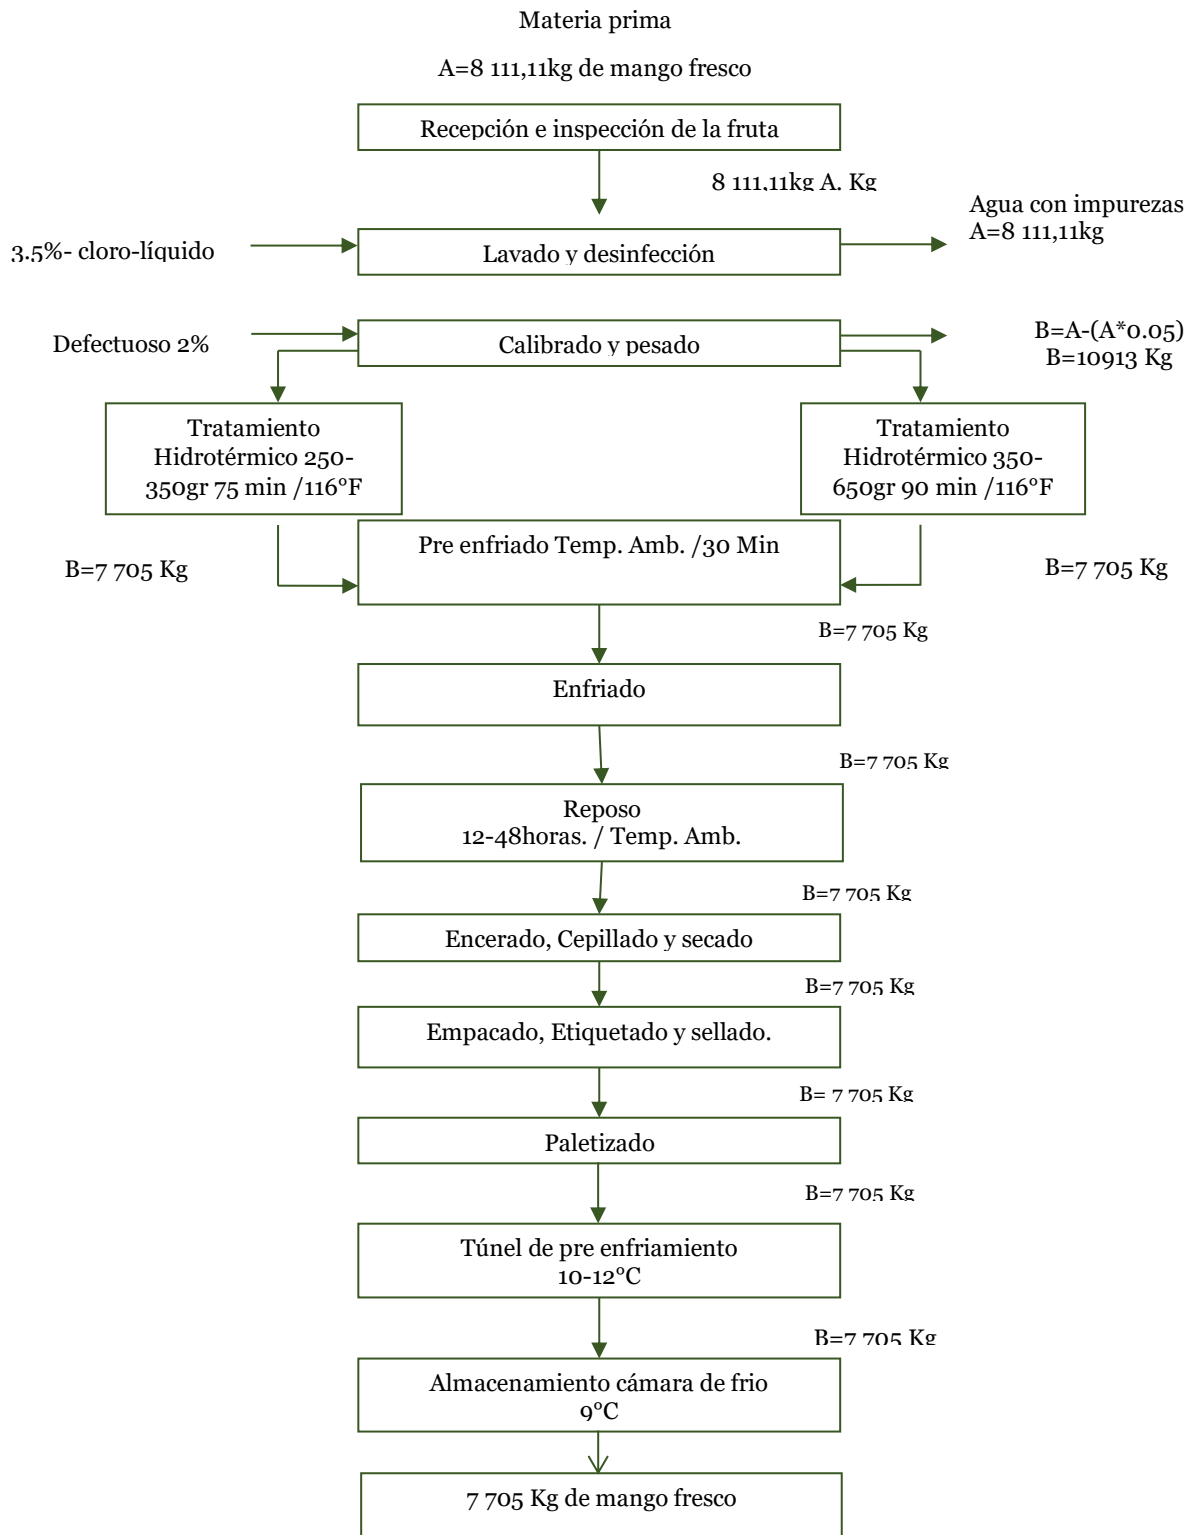 Materia prima
A=8 111,11kg de mango fresco
Recepción e inspección de la fruta
8 111,11kg A. Kg
Agua con impurezas
A=8 111,11kg
3.5%- cloro-líquido
Lavado y desinfección
Defectuoso 2%
Calibrado y pesado
B=A-(A*0.05)
B=10913 Kg
Tratamiento
Hidrotérmico 250-
350gr 75 min /116°F
Tratamiento
Hidrotérmico 350-
650gr 90 min /116°F
Pre enfriado Temp. Amb. /30 Min
B=7 705 Kg
B=7 705 Kg
B=7 705 Kg
Enfriado
B=7 705 Kg
Reposo
12-48horas. / Temp. Amb.
B=7 705 Kg
Encerado, Cepillado y secado
B=7 705 Kg
Empacado, Etiquetado y sellado.
B= 7 705 Kg
Paletizado
B=7 705 Kg
Túnel de pre enfriamiento
10-12°C
B=7 705 Kg
Almacenamiento cámara de frio
9°C
7 705 Kg de mango fresco